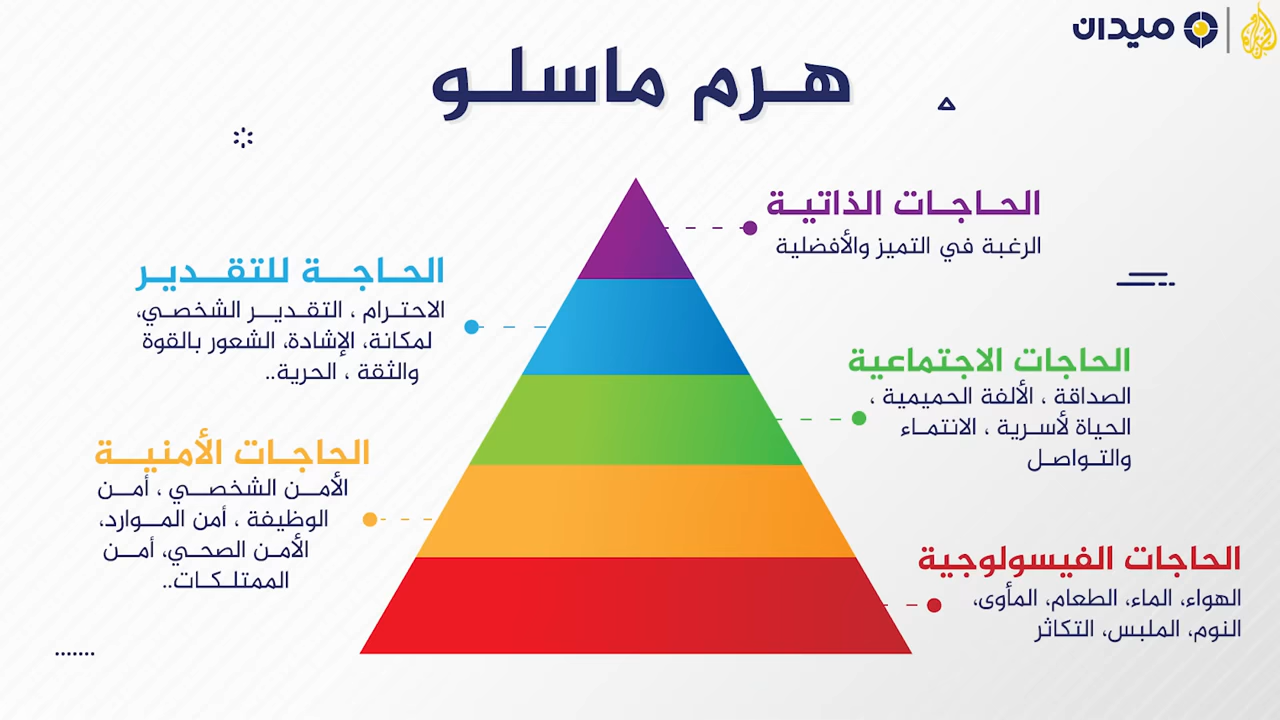 ميدان
هرم ماسلو
الحاجات الذاتية
الرغبة في التميز والأفضلية
الحاجة للتقدير
الاحترام ، التقدير الشخصي،
لمكانة، الإشادة، الشعور بالقوة
والثقة ، الحرية..
الحاجات الاجتماعية
الصداقة ، الألفة الحميمية ،
الحياة لأسرية ، الانتماء
والتواصل
الحاجات الأمنية
الأمن الشخصي ، أمن
الوظيفة ، أمن الموارد،
الأمن الصحي، أمن
الممتلكات..
الحاجات الفيسولوجية
الهواء، الماء، الطعام، المأوى،
النوم، الملبس، التكاثر